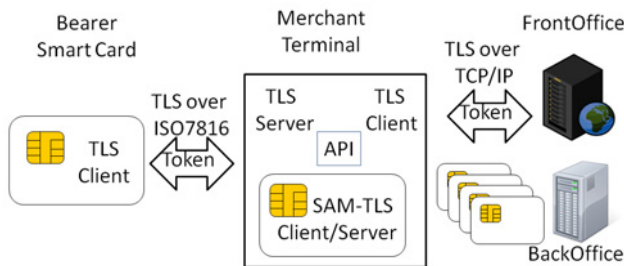 Bearer
Smart Card
Merchant
Terminal
FrontOffice
TLS over
TCP/IP
Token
TLS over
ISO7816
Token
TLS
Client
TLS
Server
TLS
Client
API
SAM-TLS
Client/Server
BackOffice